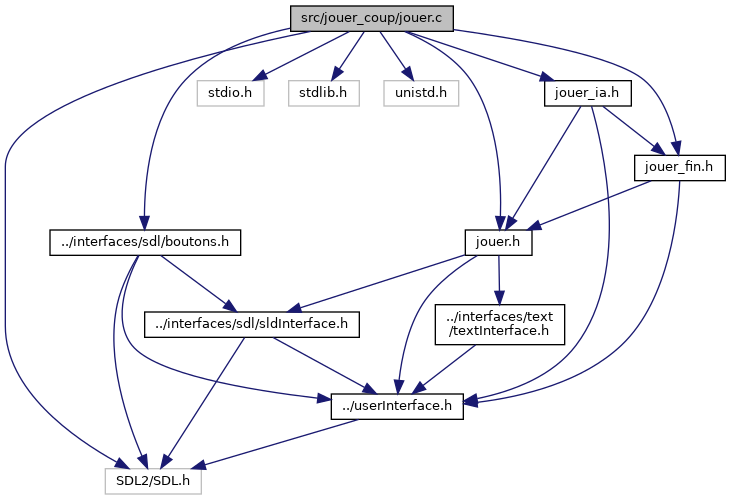 src/jouer_coup/jouer.c
stdio.h
stdlib.h
unistd.h
jouer_ia.h
jouer_fin.h
../interfaces/sdl/boutons.h
jouer.h
../interfaces/sdl/sldInterface.h
../interfaces/text
/textInterface.h
../userInterface.h
SDL2/SDL.h